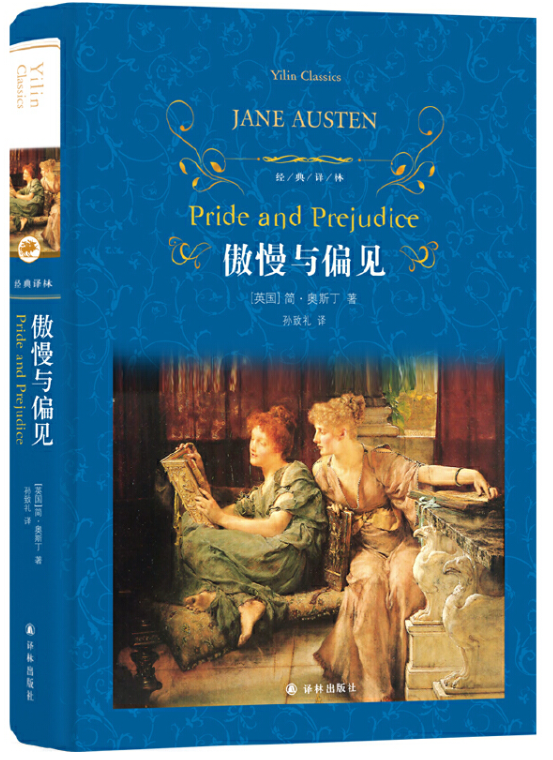 Yilin
Classics
经典译林
傲慢与偏见
Pride and Prejudice
[英国]简·奥斯丁 著
孙致礼 译
译林出版社
Yilin Classics
JANE AUSTEN
经/典/译/林
Pride and Prejudice
傲慢与偏见
[英国] 简·奥斯丁 著
孙致礼 译
译林出版社